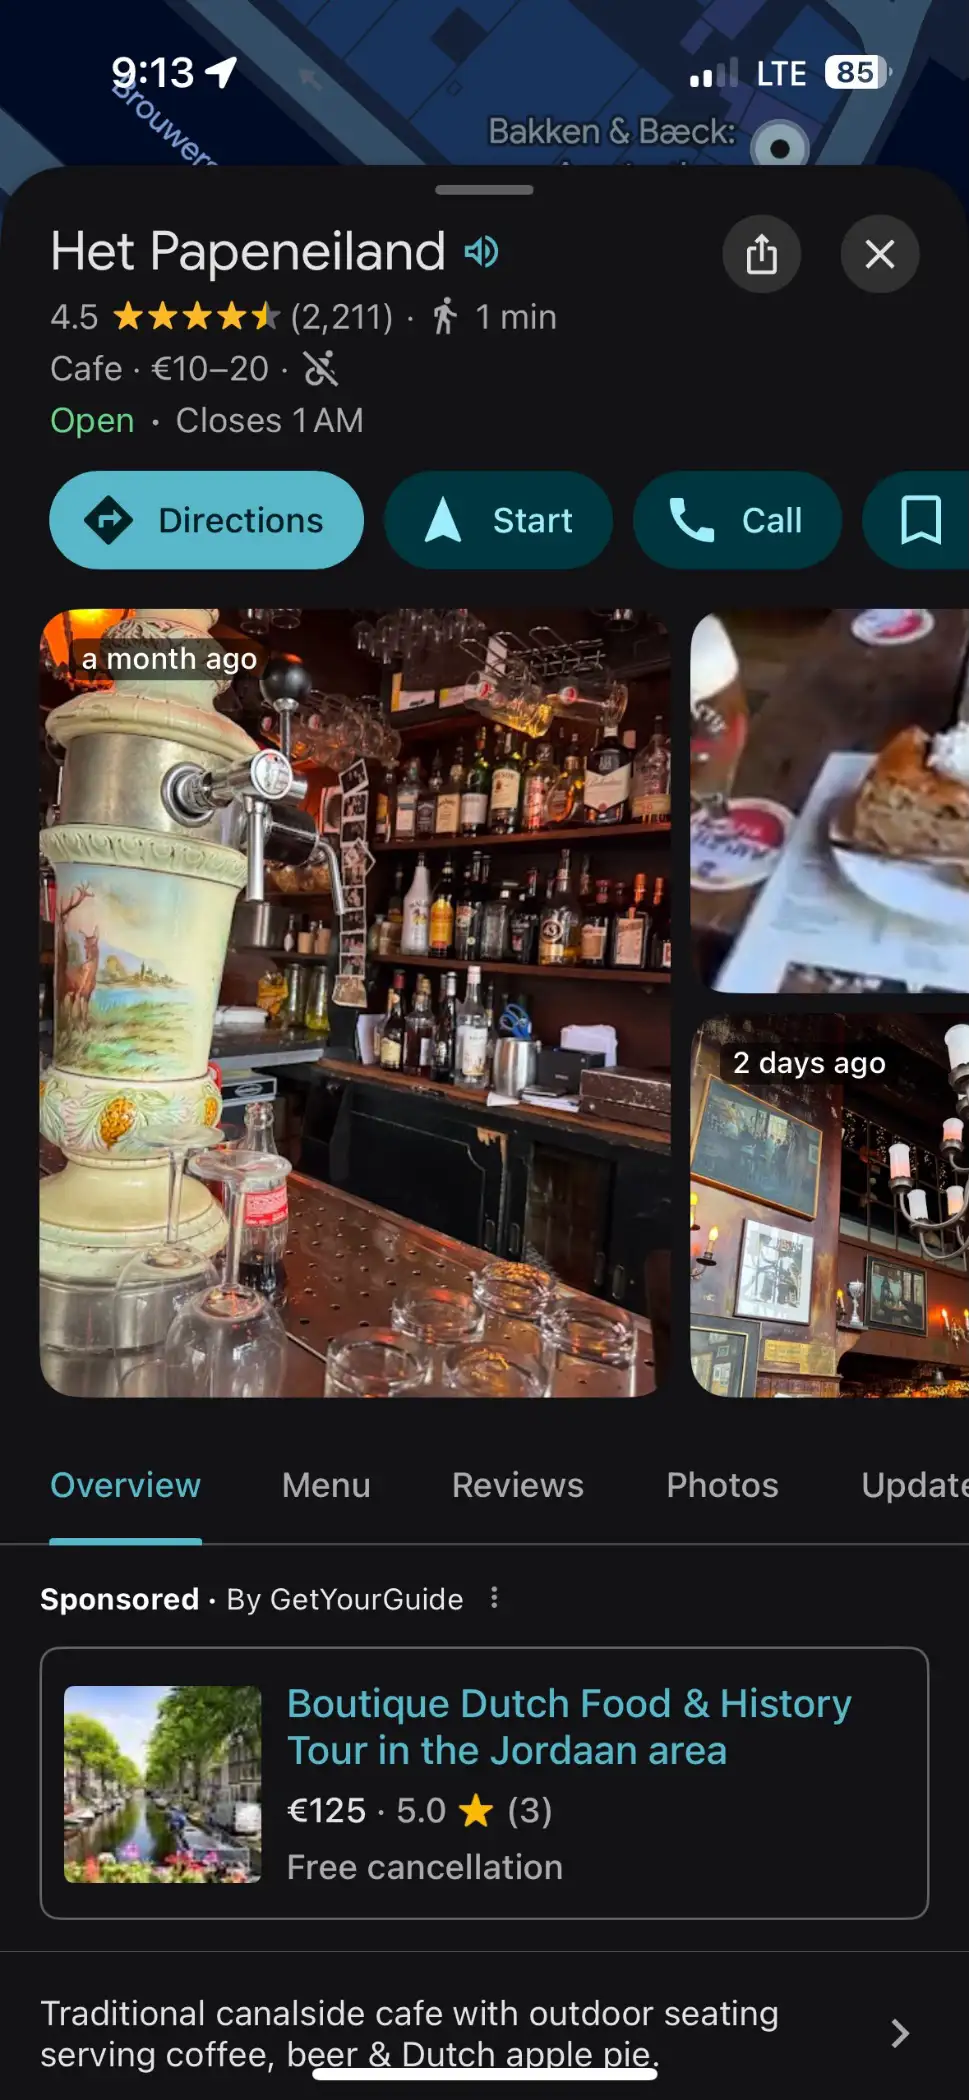 9:13
LTE
85
Brouwers
Bakken & Bæck:
Het Papeneiland
4.5 (2,211) · 1 min
Cafe · €10–20 ·
Open · Closes 1 AM
Directions
Start
Call
a month ago
2 days ago
Overview
Menu
Reviews
Photos
Update
Sponsored · By GetYourGuide
Boutique Dutch Food & History
Tour in the Jordaan area
€125 · 5.0 (3)
Free cancellation
Traditional canalside cafe with outdoor seating
serving coffee, beer & Dutch apple pie.